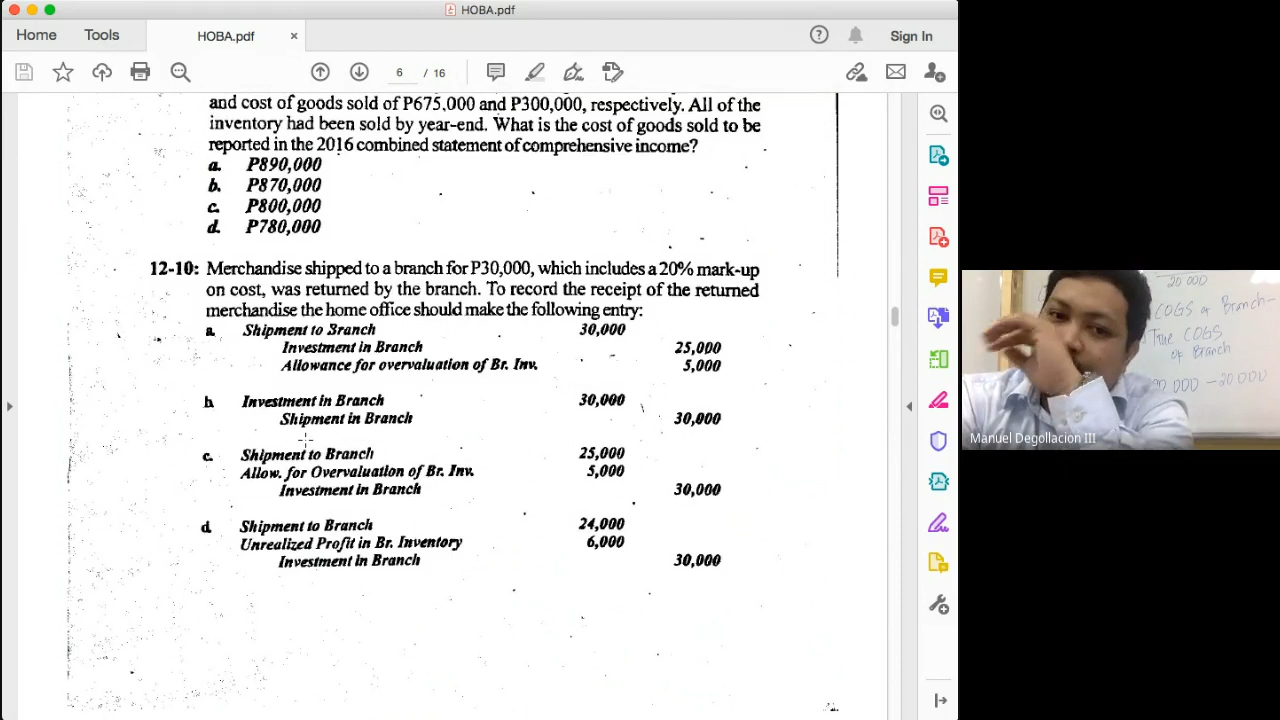 HOBA.pdf
Home Tools HOBA.pdf × Sign In
6 / 16
and cost of goods sold of P675,000 and P300,000, respectively. All of the
inventory had been sold by year-end. What is the cost of goods sold to be
reported in the 2016 combined statement of comprehensive income?
a. P890,000
b. P870,000
c. P800,000
d. P780,000
12-10: Merchandise shipped to a branch for P30,000, which includes a 20% mark-up
on cost, was returned by the branch. To record the receipt of the returned
merchandise the home office should make the following entry:
a. Shipment to Branch 30,000
Investment in Branch 25,000
Allowance for overvaluation of Br. Inv. 5,000
b. Investment in Branch 30,000
Shipment in Branch 30,000
c. Shipment to Branch 25,000
Allow. for Overvaluation of Br. Inv. 5,000
Investment in Branch 30,000
d. Shipment to Branch 24,000
Unrealized Profit in Br. Inventory 6,000
Investment in Branch 30,000
20 000
COGS of Branch -
True COGS
of Branch
000 - 20 000
Manuel Degollacion III